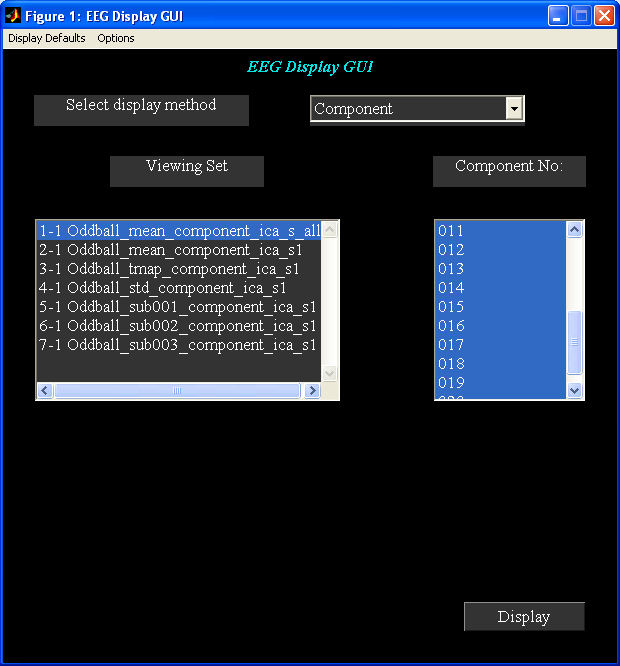 Figure 1: EEG Display GUI
Display Defaults Options
EEG Display GUI
Select display method
Component
Viewing Set
Component No:
1-1 Oddball_mean_component_ica_s_all
2-1 Oddball_mean_component_ica_s1
3-1 Oddball_tmap_component_ica_s1
4-1 Oddball_std_component_ica_s1
5-1 Oddball_sub001_component_ica_s1
6-1 Oddball_sub002_component_ica_s1
7-1 Oddball_sub003_component_ica_s1
011
012
013
014
015
016
017
018
019
Display